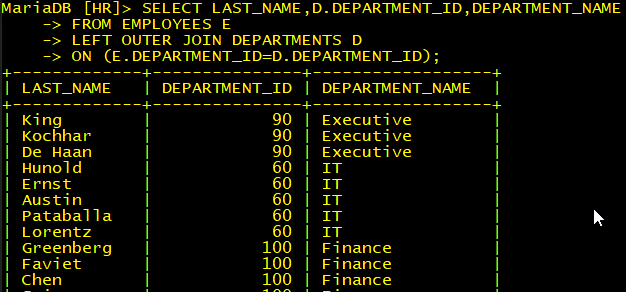 MariaDB [HR]> SELECT LAST_NAME,D.DEPARTMENT_ID,DEPARTMENT_NAME
-> FROM EMPLOYEES E
-> LEFT OUTER JOIN DEPARTMENTS D
-> ON (E.DEPARTMENT_ID=D.DEPARTMENT_ID);
+-------------+---------------+------------------+
| LAST_NAME | DEPARTMENT_ID | DEPARTMENT_NAME |
+-------------+---------------+------------------+
| King | 90 | Executive |
| Kochhar | 90 | Executive |
| De Haan | 90 | Executive |
| Hunold | 60 | IT |
| Ernst | 60 | IT |
| Austin | 60 | IT |
| Pataballa | 60 | IT |
| Lorentz | 60 | IT |
| Greenberg | 100 | Finance |
| Faviet | 100 | Finance |
| Chen | 100 | Finance |